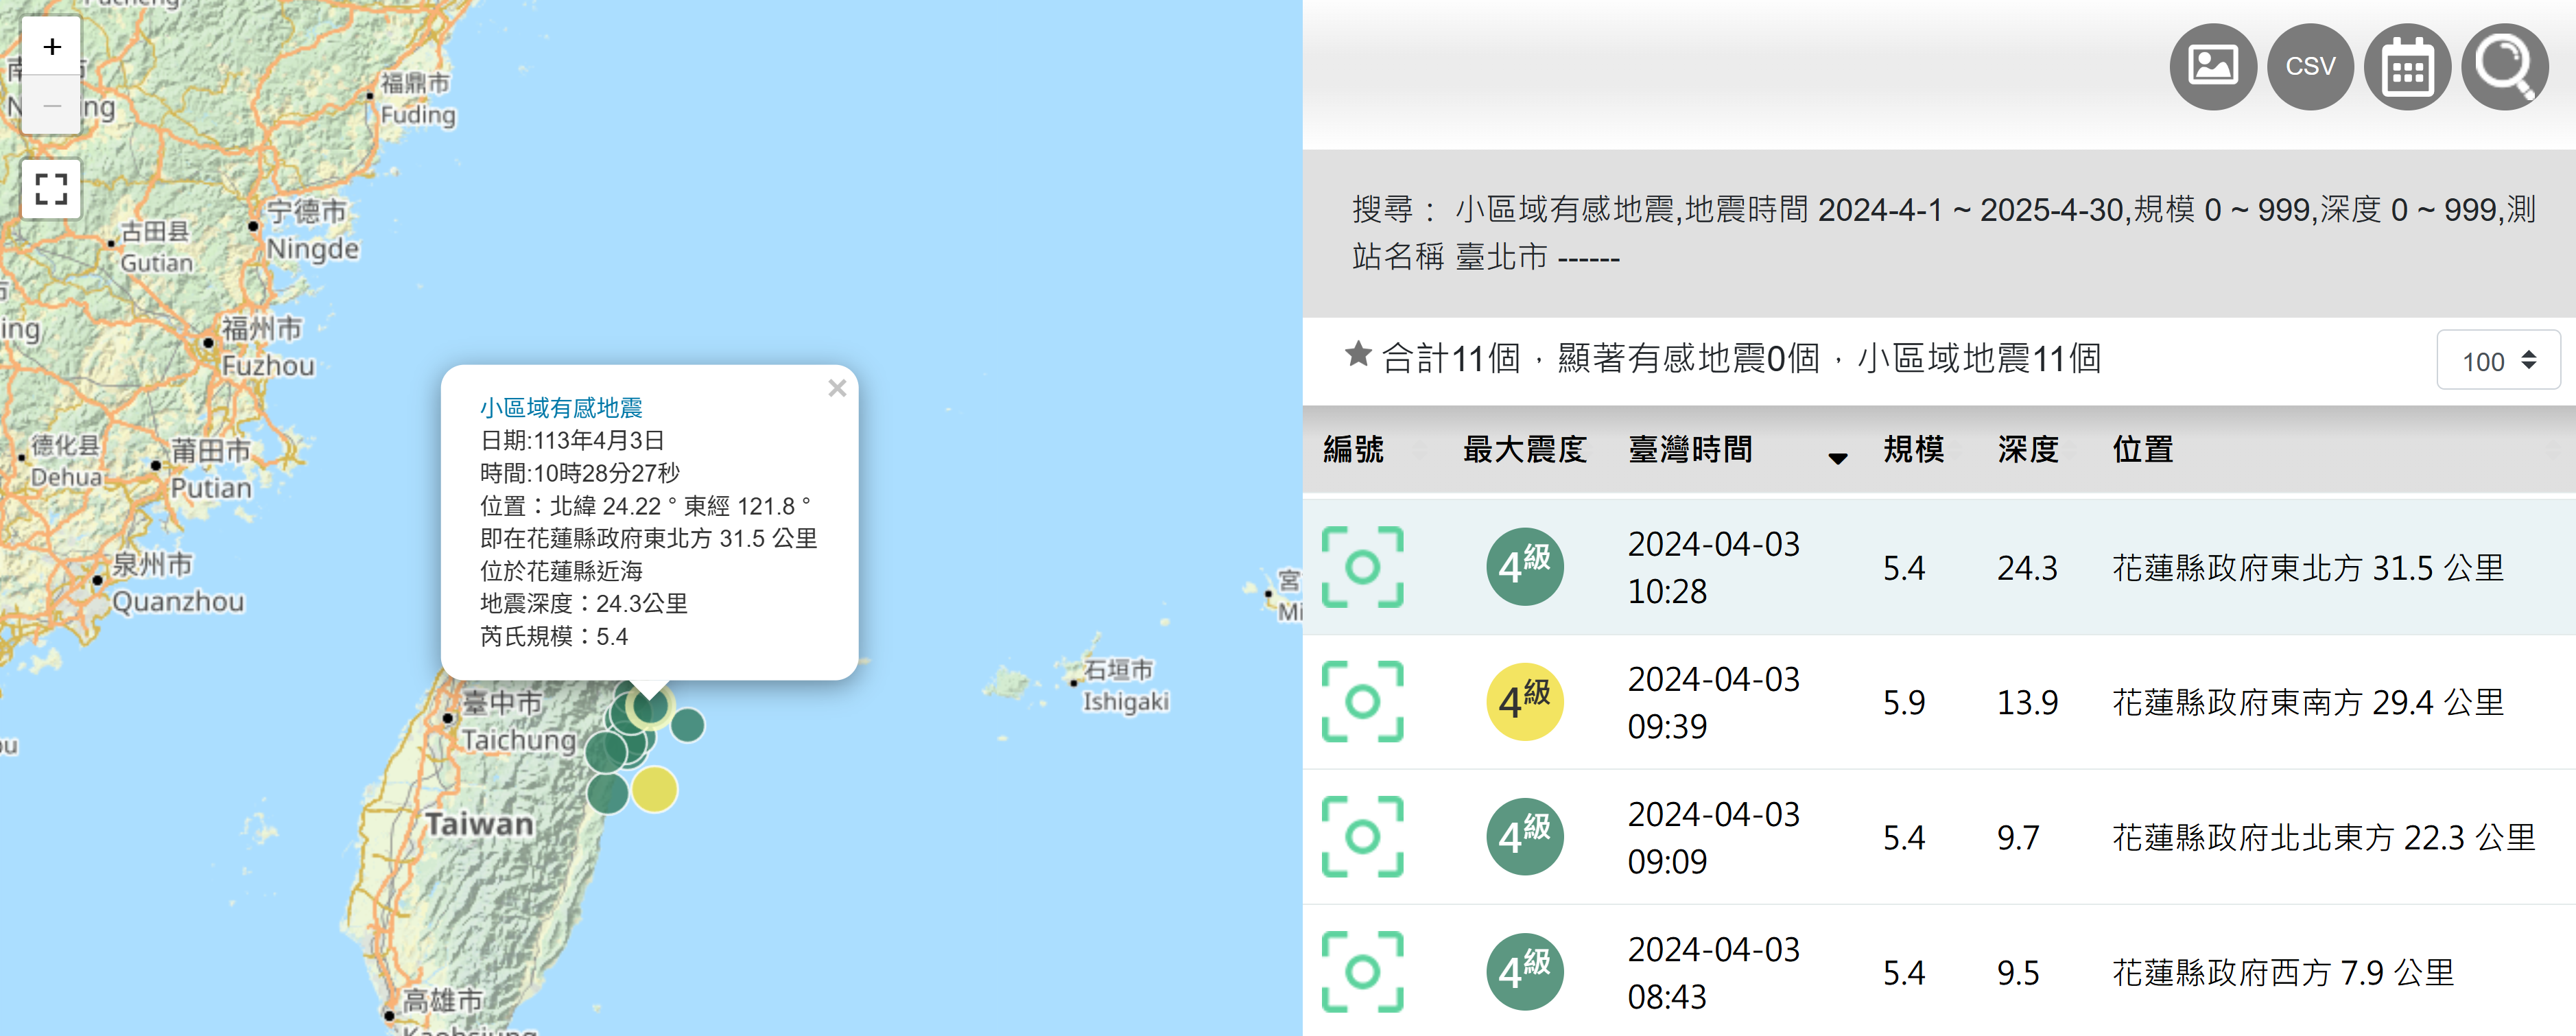 +
−
福鼎市
Fuding
宁德市
Ningde
古田县
Gutian
福州市
Fuzhou
德化县
Dehua
莆田市
Putian
泉州市
Quanzhou
臺中市
Taichung
Taiwan
高雄市
石垣市
Ishigaki
小區域有感地震
×
日期:113年4月3日
時間:10時28分27秒
位置：北緯 24.22 ° 東經 121.8 °
即在花蓮縣政府東北方 31.5 公里
位於花蓮縣近海
地震深度：24.3公里
芮氏規模：5.4
CSV
搜尋： 小區域有感地震,地震時間 2024-4-1 ~ 2025-4-30,規模 0 ~ 999,深度 0 ~ 999,測
站名稱 臺北市 ------
★ 合計11個，顯著有感地震0個，小區域地震11個
100
編號 最大震度 臺灣時間 規模 深度 位置
4級 2024-04-03 10:28 5.4 24.3 花蓮縣政府東北方 31.5 公里
4級 2024-04-03 09:39 5.9 13.9 花蓮縣政府東南方 29.4 公里
4級 2024-04-03 09:09 5.4 9.7 花蓮縣政府北北東方 22.3 公里
4級 2024-04-03 08:43 5.4 9.5 花蓮縣政府西方 7.9 公里